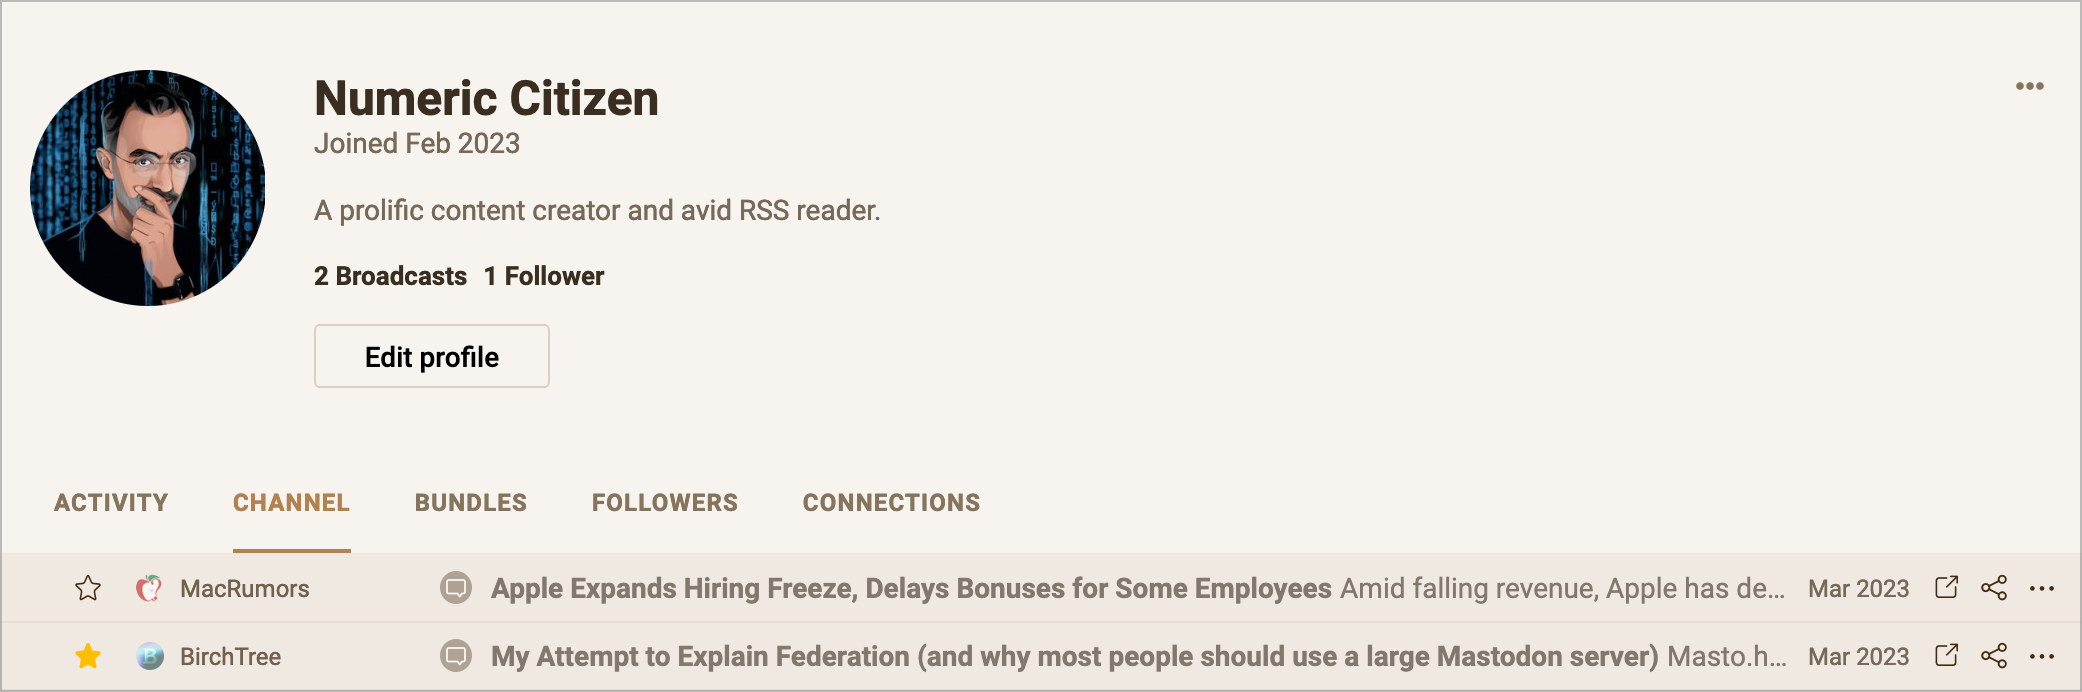 Numeric Citizen
Joined Feb 2023
A prolific content creator and avid RSS reader.
2 Broadcasts 1 Follower
Edit profile
ACTIVITY CHANNEL BUNDLES FOLLOWERS CONNECTIONS
MacRumors Apple Expands Hiring Freeze, Delays Bonuses for Some Employees Amid falling revenue, Apple has de... Mar 2023
B BirchTree My Attempt to Explain Federation (and why most people should use a large Mastodon server) Masto.h... Mar 2023